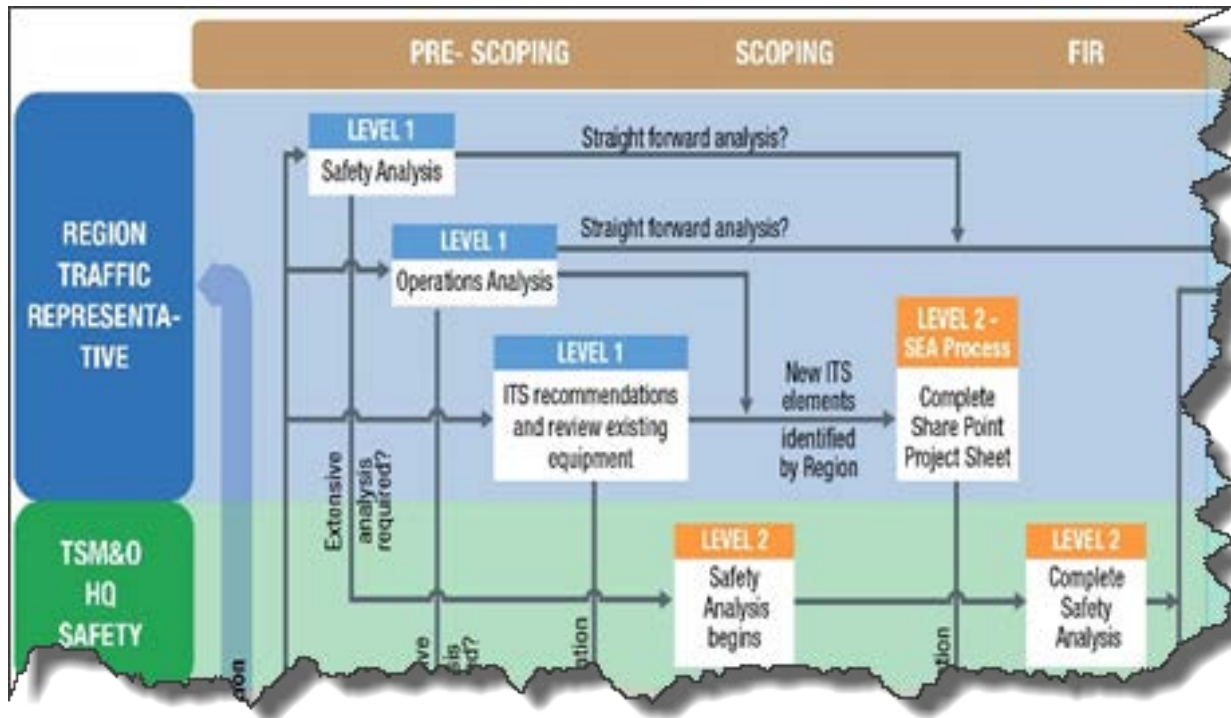 PRE- SCOPING
SCOPING
FIR
REGION
TRAFFIC
REPRESENTA-
TIVE
LEVEL 1
Safety Analysis
Straight forward analysis?
LEVEL 1
Operations Analysis
Straight forward analysis?
LEVEL 1
ITS recommendations
and review existing
equipment
New ITS
elements
identified
by Region
LEVEL 2 -
SEA Process
Complete
Share Point
Project Sheet
Extensive
analysis
required?
TSM&O
HQ
SAFETY
LEVEL 2
Safety
Analysis
begins
LEVEL 2
Complete
Safety
Analysis